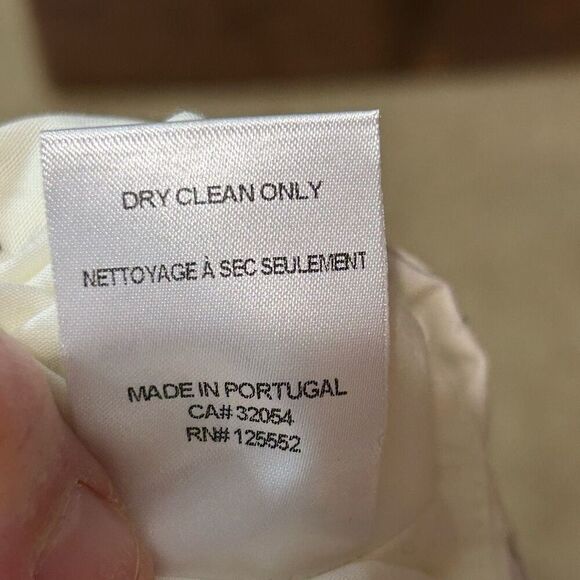 DRY CLEAN ONLY
NETTOYAGE À SEC SEULEMENT
MADE IN PORTUGAL
CA# 32054
RN# 125552